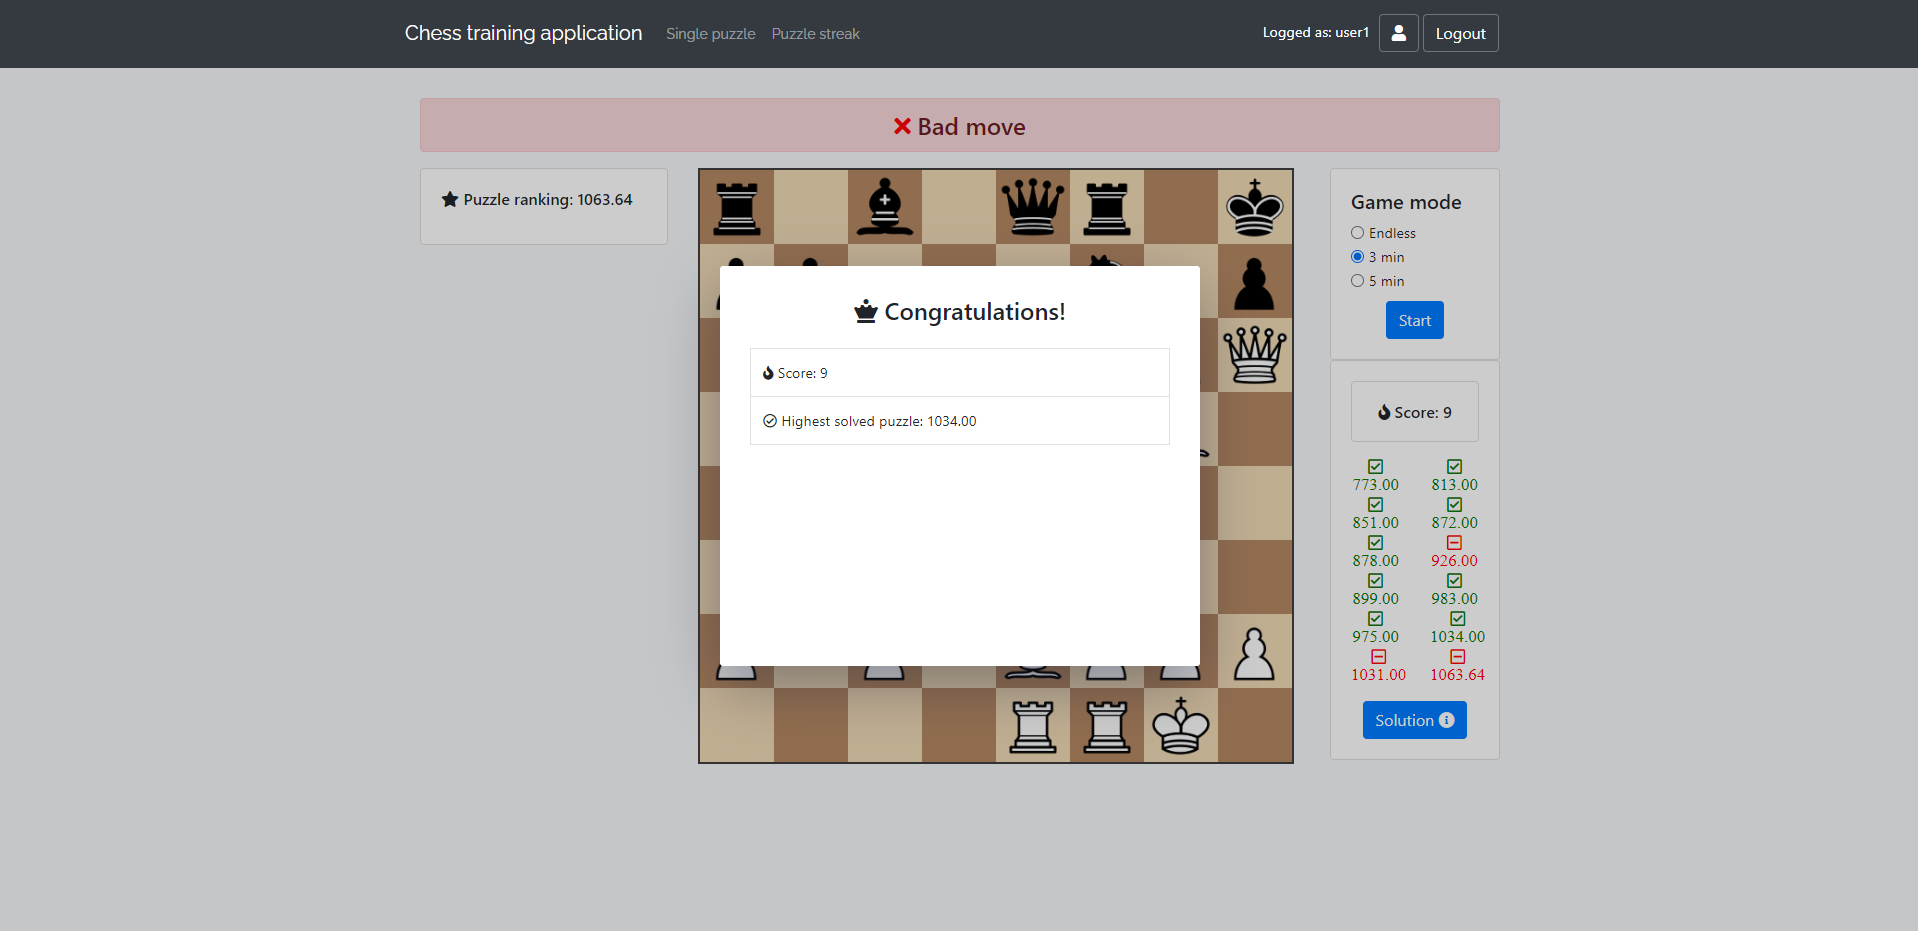 Chess training application Single puzzle Puzzle streak Logged as: user1 Logout
Bad move
Puzzle ranking: 1063.64
Game mode
Endless
3 min
5 min
Start
Congratulations!
Score: 9
Highest solved puzzle: 1034.00
Score: 9
773.00 813.00
851.00 872.00
878.00 926.00
899.00 983.00
975.00 1034.00
1031.00 1063.64
Solution